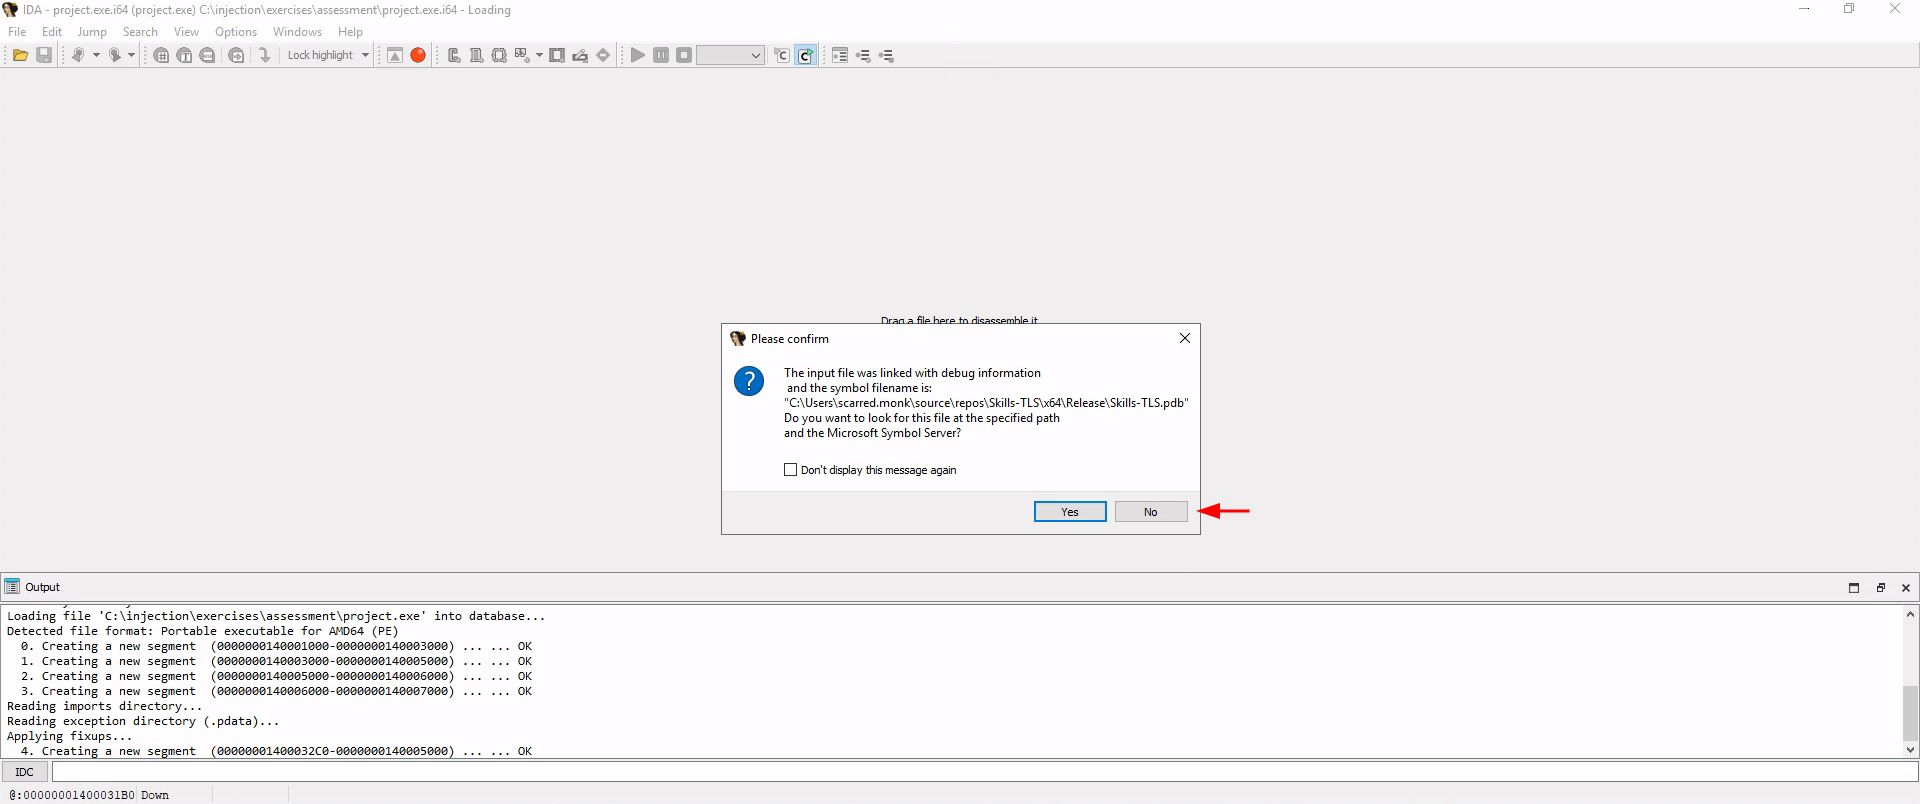 IDA - project.exe.i64 (project.exe) C:\injection\exercises\assessment\project.exe.i64 - Loading
File Edit Jump Search View Options Windows Help
Lock highlight
Drag a file here to disassemble it
Please confirm
The input file was linked with debug information
and the symbol filename is:
"C:\Users\scarred.monk\source\repos\Skills-TLS\x64\Release\Skills-TLS.pdb"
Do you want to look for this file at the specified path
and the Microsoft Symbol Server?
Don't display this message again
Yes No
Output
Loading file 'C:\injection\exercises\assessment\project.exe' into database...
Detected file format: Portable executable for AMD64 (PE)
0. Creating a new segment (0000000140001000-0000000140003000) ... ... OK
1. Creating a new segment (0000000140003000-0000000140005000) ... ... OK
2. Creating a new segment (0000000140005000-0000000140006000) ... ... OK
3. Creating a new segment (0000000140006000-0000000140007000) ... ... OK
Reading imports directory...
Reading exception directory (.pdata)...
Applying fixups...
4. Creating a new segment (00000001400032C0-0000000140005000) ... ... OK
IDC
@:00000001400031B0 Down